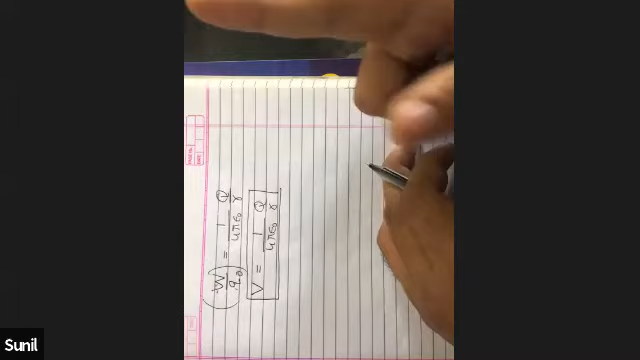 (W/q₀) = 1/4πε₀ Q/r
V = 1/4πε₀ Q/r
Sunil